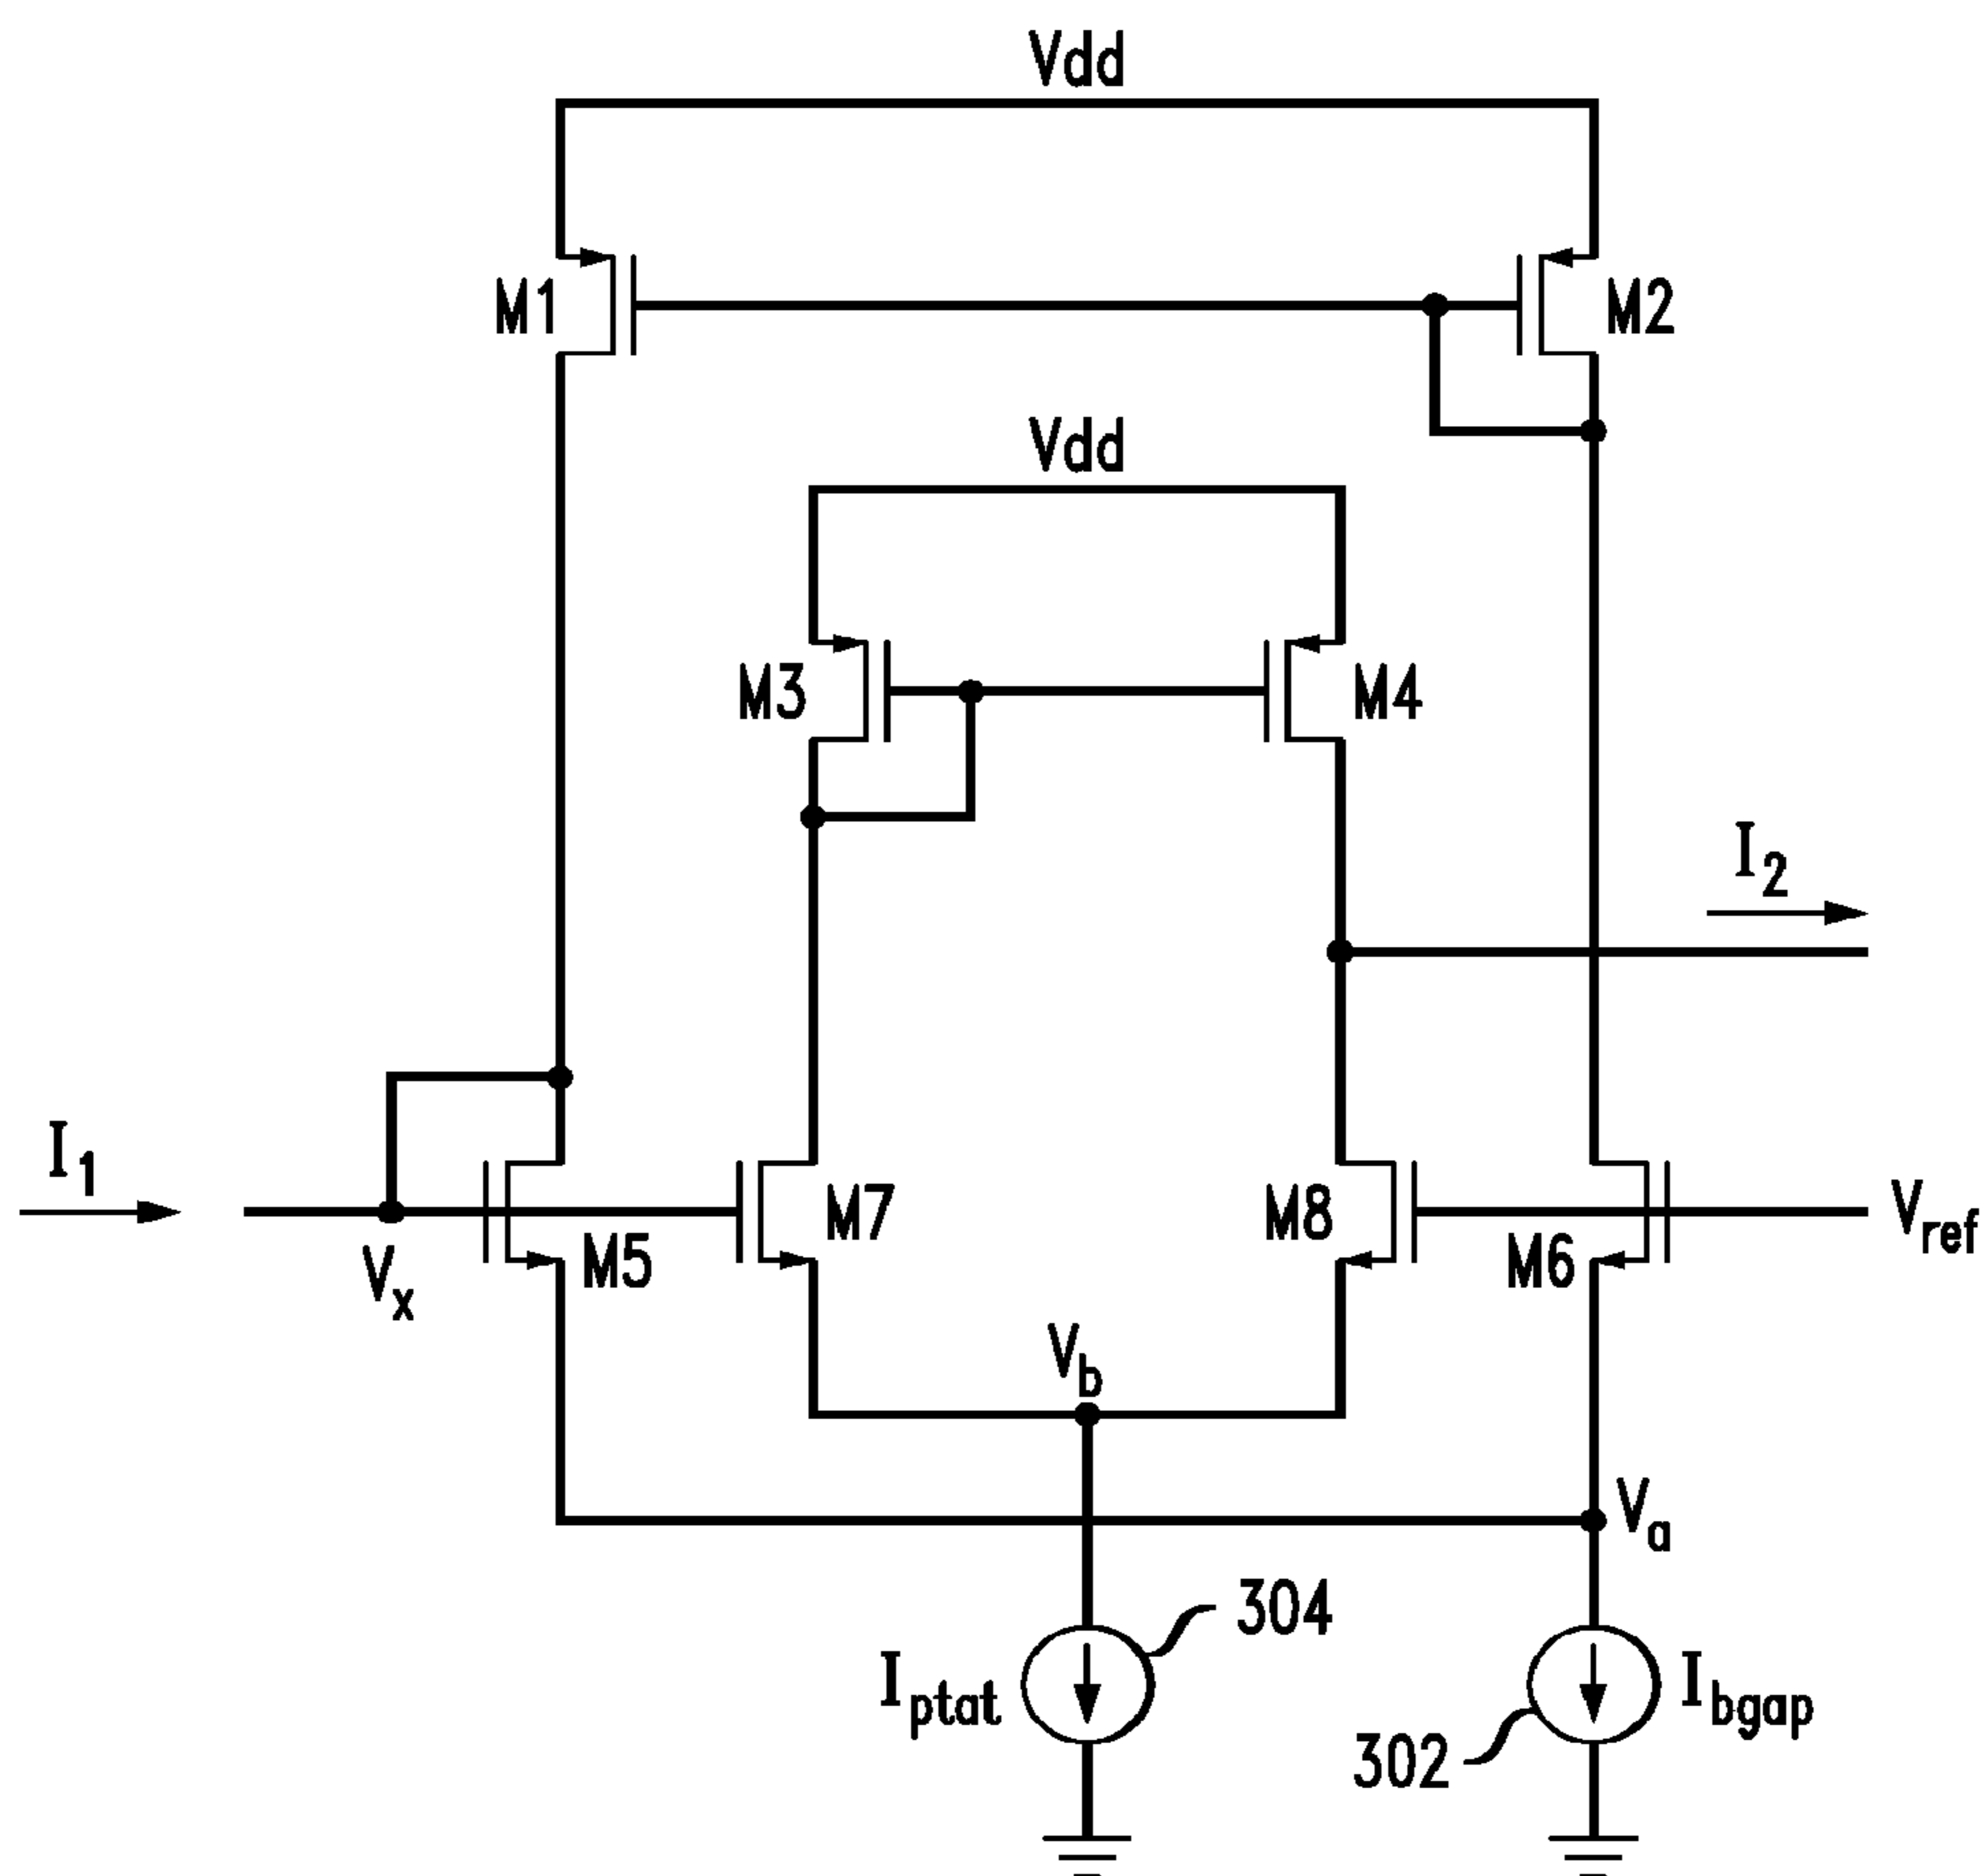 Vdd
M1
M2
Vdd
M3
M4
I2
I1
Vx
M5
M7
M8
M6
Vref
Vb
Va
304
Iptat
302
Ibgap